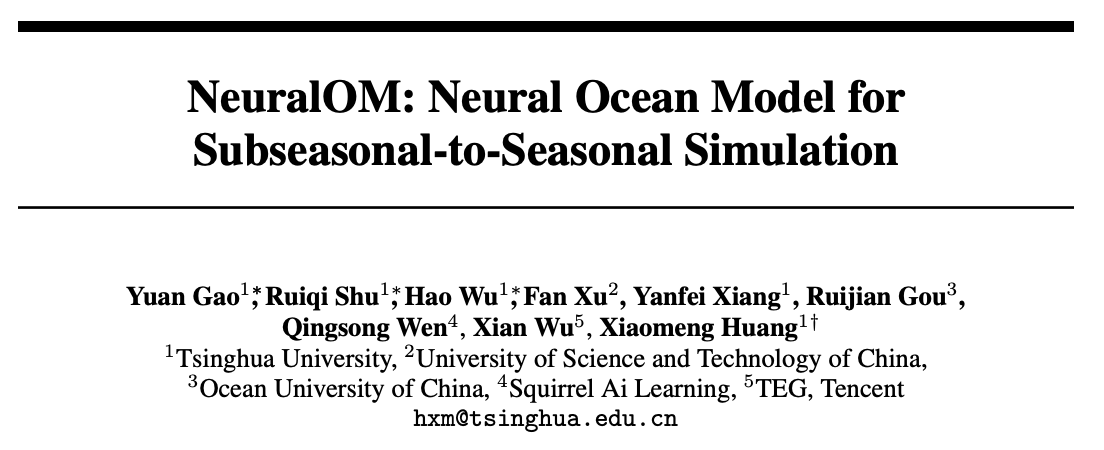 NeuralOM: Neural Ocean Model for
Subseasonal-to-Seasonal Simulation
Yuan Gao¹*, Ruiqi Shu¹*, Hao Wu¹*, Fan Xu², Yanfei Xiang¹, Ruijian Gou³,
Qingsong Wen⁴, Xian Wu⁵, Xiaomeng Huang¹†
¹Tsinghua University, ²University of Science and Technology of China,
³Ocean University of China, ⁴Squirrel Ai Learning, ⁵TEG, Tencent
hxm@tsinghua.edu.cn